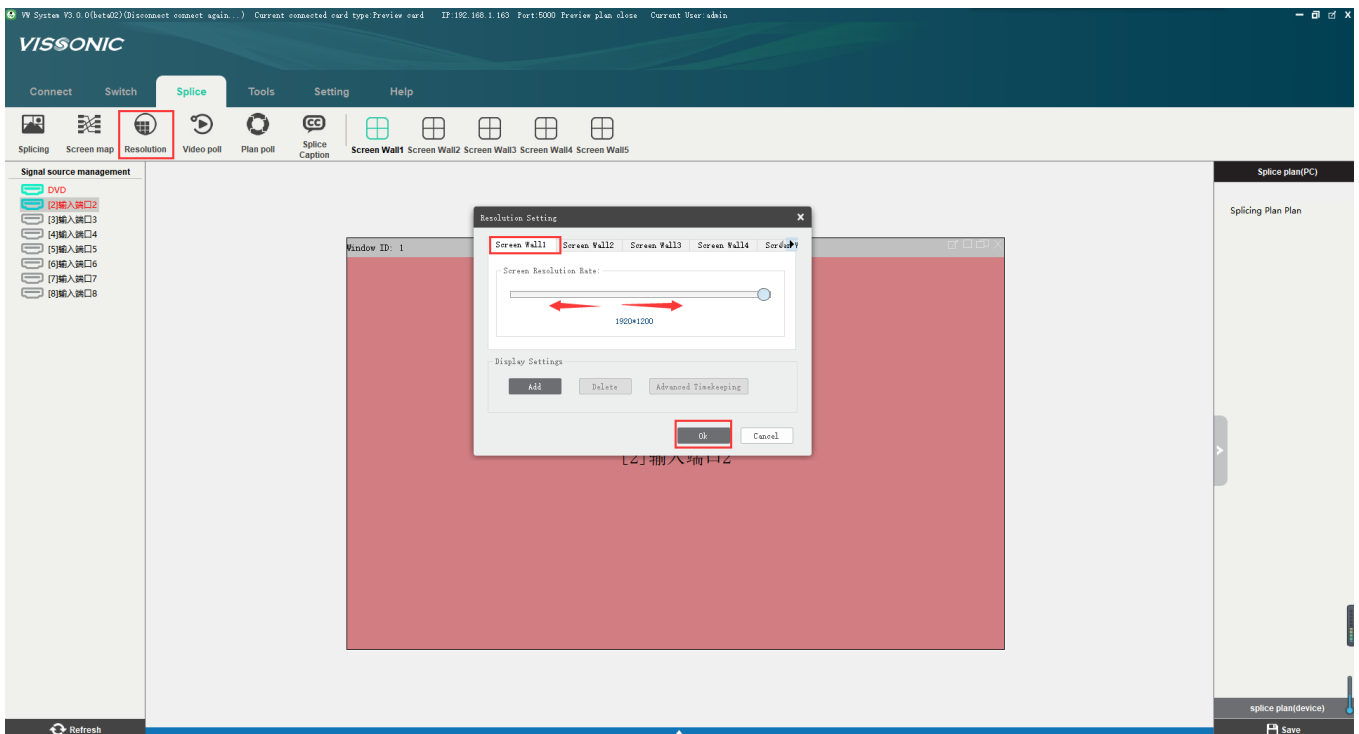 VW System V3.0.0(beta02)(Disconnect connect again...) Current connected card type:Preview card IP:192.168.1.163 Port:5000 Preview plan close Current User:admin
VISSONIC
Connect Switch Splice Tools Setting Help
Splicing Screen map Resolution Video poll Plan poll Splice Caption Screen Wall1 Screen Wall2 Screen Wall3 Screen Wall4 Screen Wall5
Signal source management
DVD
[2]输入端口2
[3]输入端口3
[4]输入端口4
[5]输入端口5
[6]输入端口6
[7]输入端口7
[8]输入端口8
Window ID: 1
Resolution Setting
Screen Wall1 Screen Wall2 Screen Wall3 Screen Wall4
Screen Resolution Rate:
1920*1200
Display Settings
Add Delete Advanced Timekeeping
Ok Cancel
[2]输入端口2
Splice plan(PC)
Splicing Plan Plan
splice plan(device)
Refresh
Save